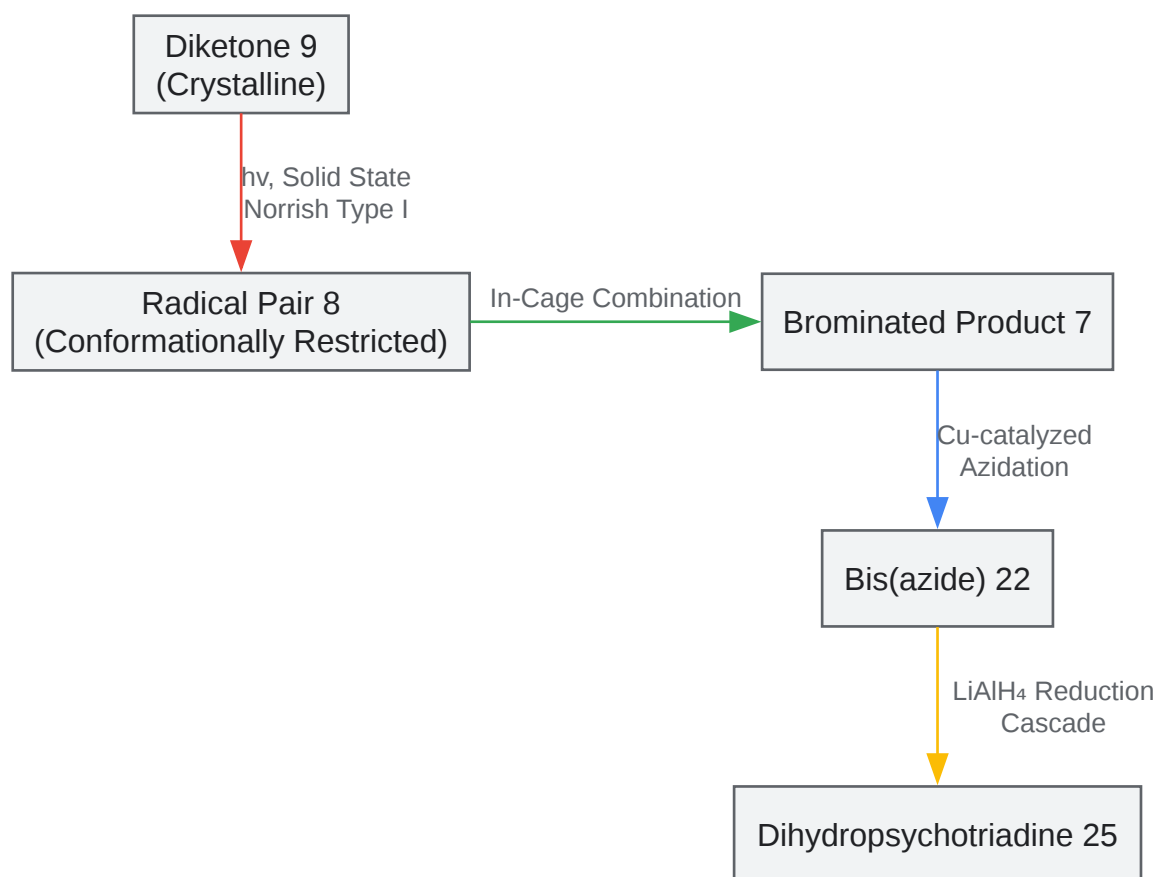 Diketone 9
(Crystalline)
hν, Solid State
Norrish Type I
Radical Pair 8
(Conformationally Restricted)
In-Cage Combination
Brominated Product 7
Cu-catalyzed
Azidation
Bis(azide) 22
LiAlH₄ Reduction
Cascade
Dihydropsychotriadine 25